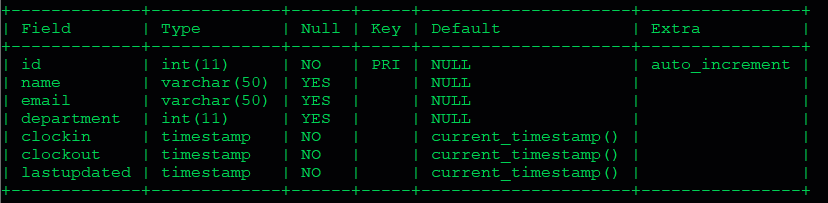 +-------------+-------------+------+-----+---------------------+----------------+
| Field       | Type        | Null | Key | Default             | Extra          |
+-------------+-------------+------+-----+---------------------+----------------+
| id          | int(11)     | NO   | PRI | NULL                | auto_increment |
| name        | varchar(50) | YES  |     | NULL                |                |
| email       | varchar(50) | YES  |     | NULL                |                |
| department  | int(11)     | YES  |     | NULL                |                |
| clockin     | timestamp   | NO   |     | current_timestamp() |                |
| clockout    | timestamp   | NO   |     | current_timestamp() |                |
| lastupdated | timestamp   | NO   |     | current_timestamp() |                |
+-------------+-------------+------+-----+---------------------+----------------+